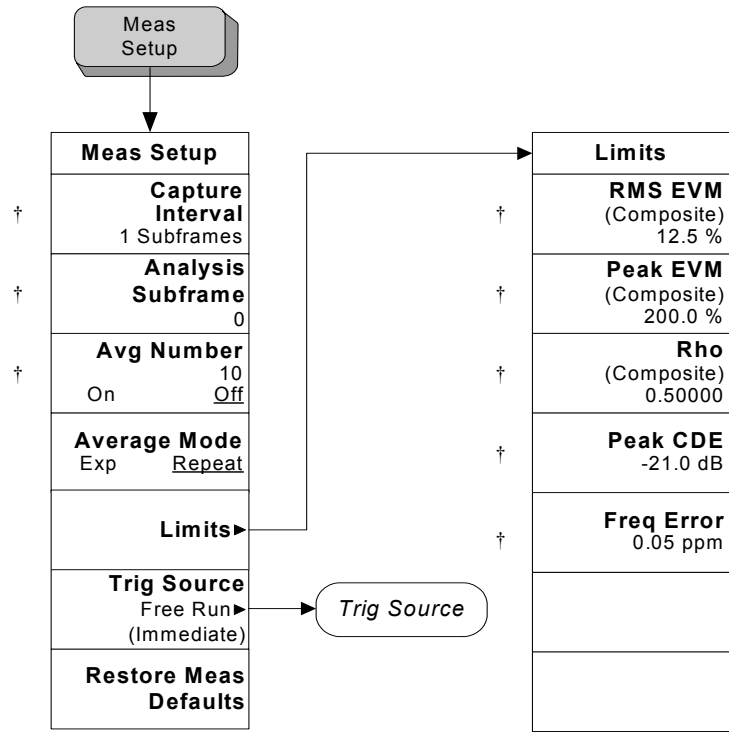 Meas
Setup
Meas Setup
† Capture
Interval
1 Subframes
† Analysis
Subframe
0
† Avg Number
10
On Off
Average Mode
Exp Repeat
Limits
Trig Source
Free Run
(Immediate)
Trig Source
Restore Meas
Defaults
Limits
† RMS EVM
(Composite)
12.5 %
† Peak EVM
(Composite)
200.0 %
† Rho
(Composite)
0.50000
† Peak CDE
-21.0 dB
† Freq Error
0.05 ppm